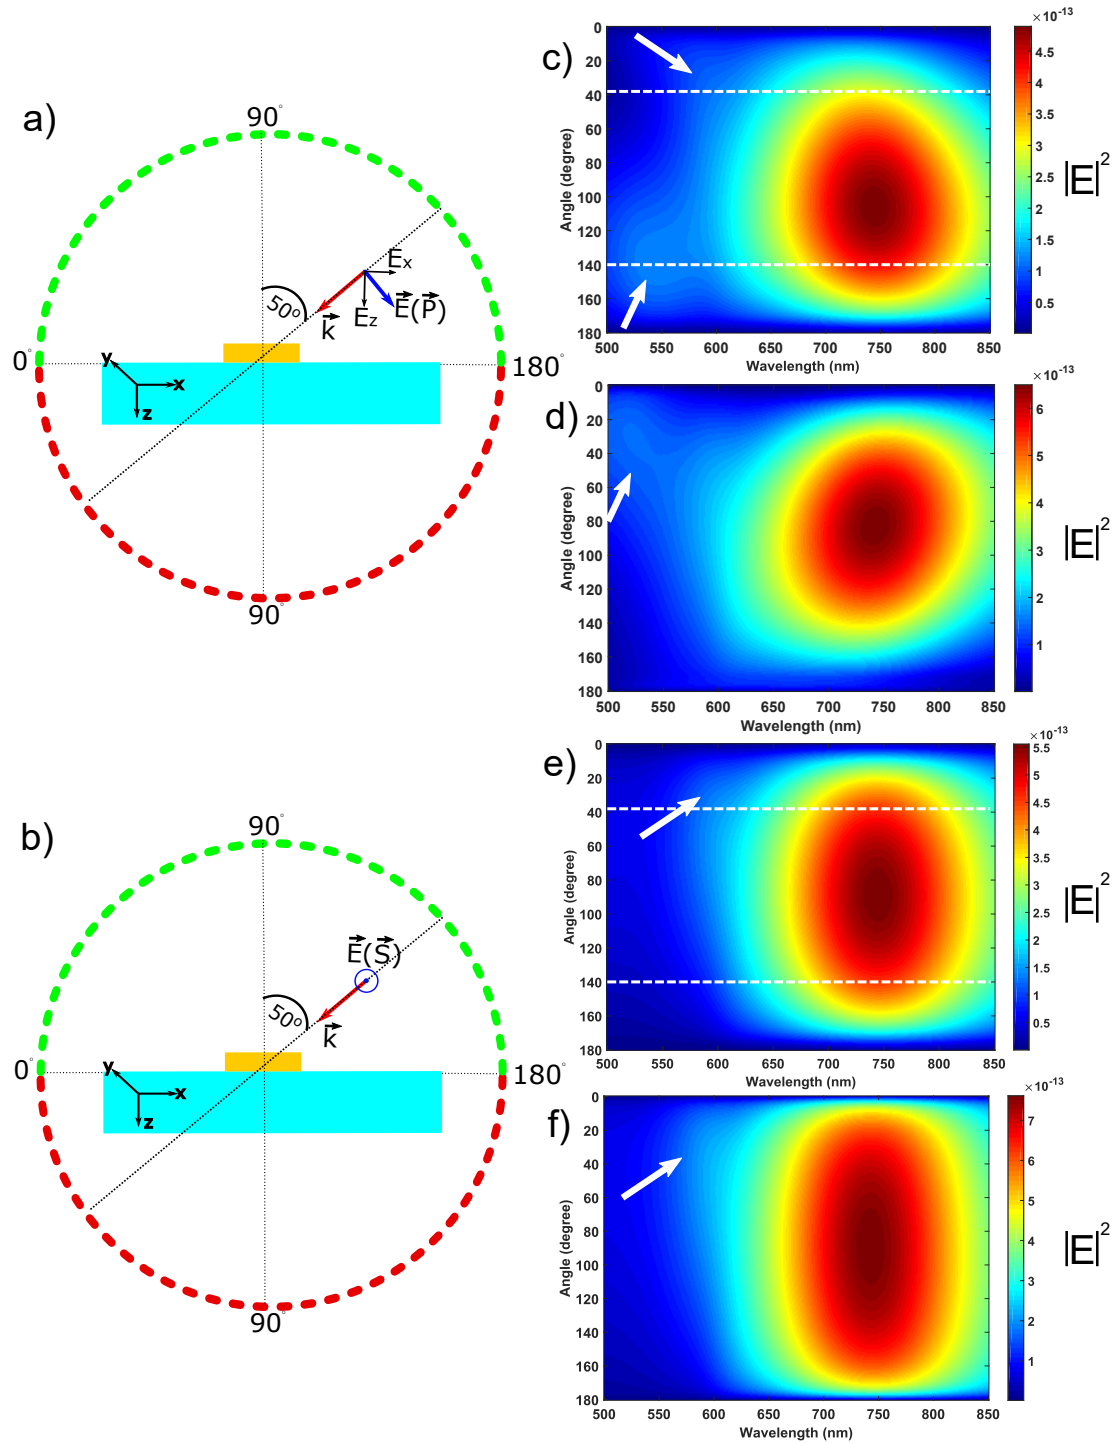 a)
90°
0°
180°
90°
50°
k
Ex
Ez
E(P)
y
x
z
b)
90°
0°
180°
90°
50°
k
E(S)
y
x
z
c)
×10⁻¹³
0
20
40
60
80
100
120
140
160
180
Angle (degree)
500 550 600 650 700 750 800 850
Wavelength (nm)
4.5
4
3.5
3
2.5
2
1.5
1
0.5
|E|²
d)
×10⁻¹³
0
20
40
60
80
100
120
140
160
180
Angle (degree)
500 550 600 650 700 750 800 850
Wavelength (nm)
6
5
4
3
2
1
|E|²
e)
×10⁻¹³
0
20
40
60
80
100
120
140
160
180
Angle (degree)
500 550 600 650 700 750 800 850
Wavelength (nm)
5.5
5
4.5
4
3.5
3
2.5
2
1.5
1
0.5
|E|²
f)
×10⁻¹³
0
20
40
60
80
100
120
140
160
180
Angle (degree)
500 550 600 650 700 750 800 850
Wavelength (nm)
7
6
5
4
3
2
1
|E|²